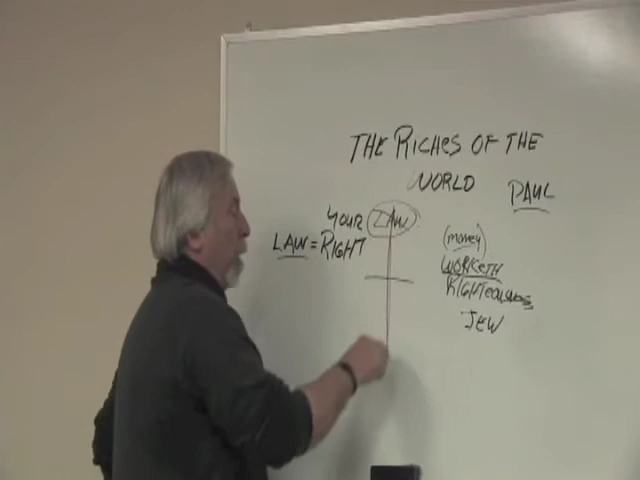 THE RICHES OF THE
WORLD
PAUL
YOUR LAW
LAW = RIGHT
(money)
WORKETH
RIGHTEOUSNESS
JEW